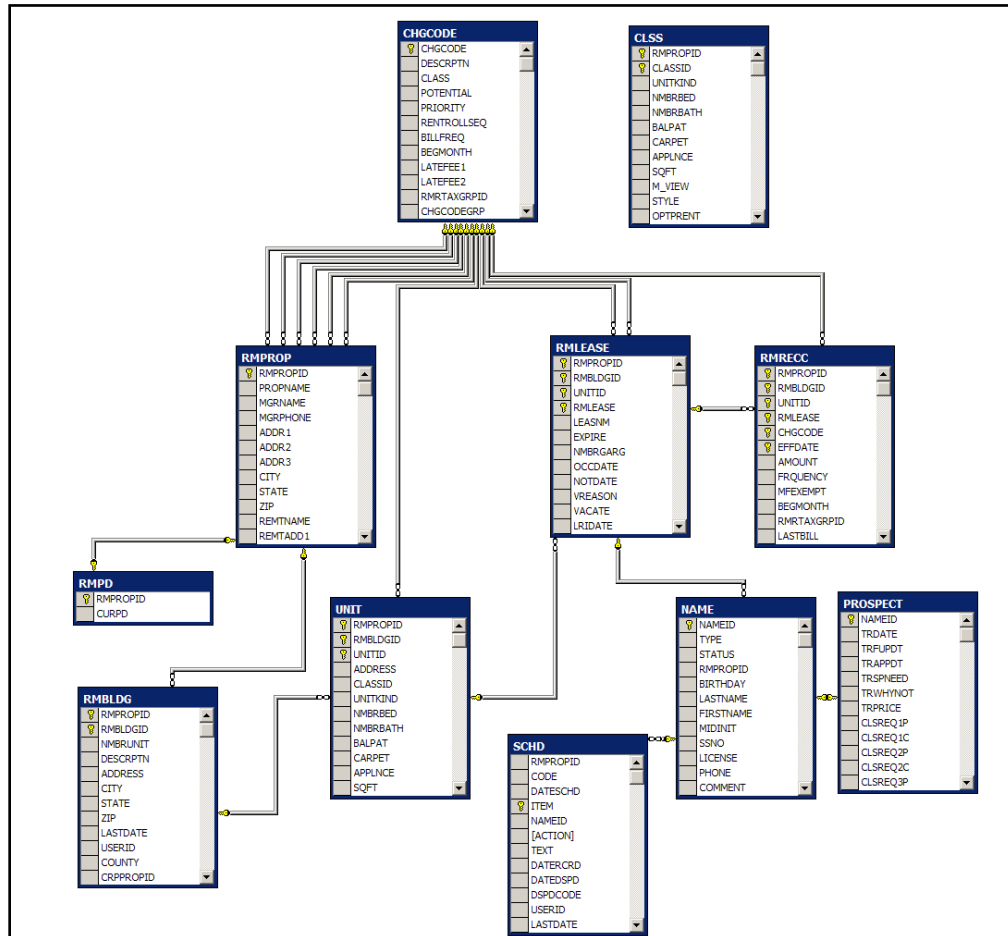 CHGCODE
CHGCODE
DESCRPTN
CLASS
POTENTIAL
PRIORITY
RENTROLLSEQ
BILLFREQ
BEGMONTH
LATEFEE1
LATEFEE2
RMRTAXGRPID
CHGCODEGRP
CLSS
RMPROPID
CLASSID
UNITKIND
NMBRBED
NMBRBATH
BALPAT
CARPET
APPLNCE
SQFT
M_VIEW
STYLE
OPTPRENT
RMPROP
RMPROPID
PROPNAME
MGRNAME
MGRPHONE
ADDR1
ADDR2
ADDR3
CITY
STATE
ZIP
REMTNAME
REMTADD1
RMLEASE
RMPROPID
RMBLDGID
UNITID
RMLEASE
LEASNM
EXPIRE
NMBRGARG
OCCDATE
NOTDATE
VREASON
VACATE
LRIDATE
RMRECC
RMPROPID
RMBLDGID
UNITID
RMLEASE
CHGCODE
EFFDATE
AMOUNT
FRQUENCY
MFEXEMPT
BEGMONTH
RMRTAXGRPID
LASTBILL
RMPD
RMPROPID
CURPD
UNIT
RMPROPID
RMBLDGID
UNITID
ADDRESS
CLASSID
UNITKIND
NMBRBED
NMBRBATH
BALPAT
CARPET
APPLNCE
SQFT
NAME
NAMEID
TYPE
STATUS
RMPROPID
BIRTHDAY
LASTNAME
FIRSTNAME
MIDINIT
SSNO
LICENSE
PHONE
COMMENT
PROSPECT
NAMEID
TRDATE
TRFUPDT
TRAPPDT
TRSPNEED
TRWHYNOT
TRPRICE
CLSREQ1P
CLSREQ1C
CLSREQ2P
CLSREQ2C
CLSREQ3P
RMBLDG
RMPROPID
RMBLDGID
NMBRUNIT
DESCRPTN
ADDRESS
CITY
STATE
ZIP
LASTDATE
USERID
COUNTY
CRPPROPID
SCHD
RMPROPID
CODE
DATESCHD
ITEM
NAMEID
[ACTION]
TEXT
DATERCRD
DATEDSPD
DSPDCODE
USERID
LASTDATE